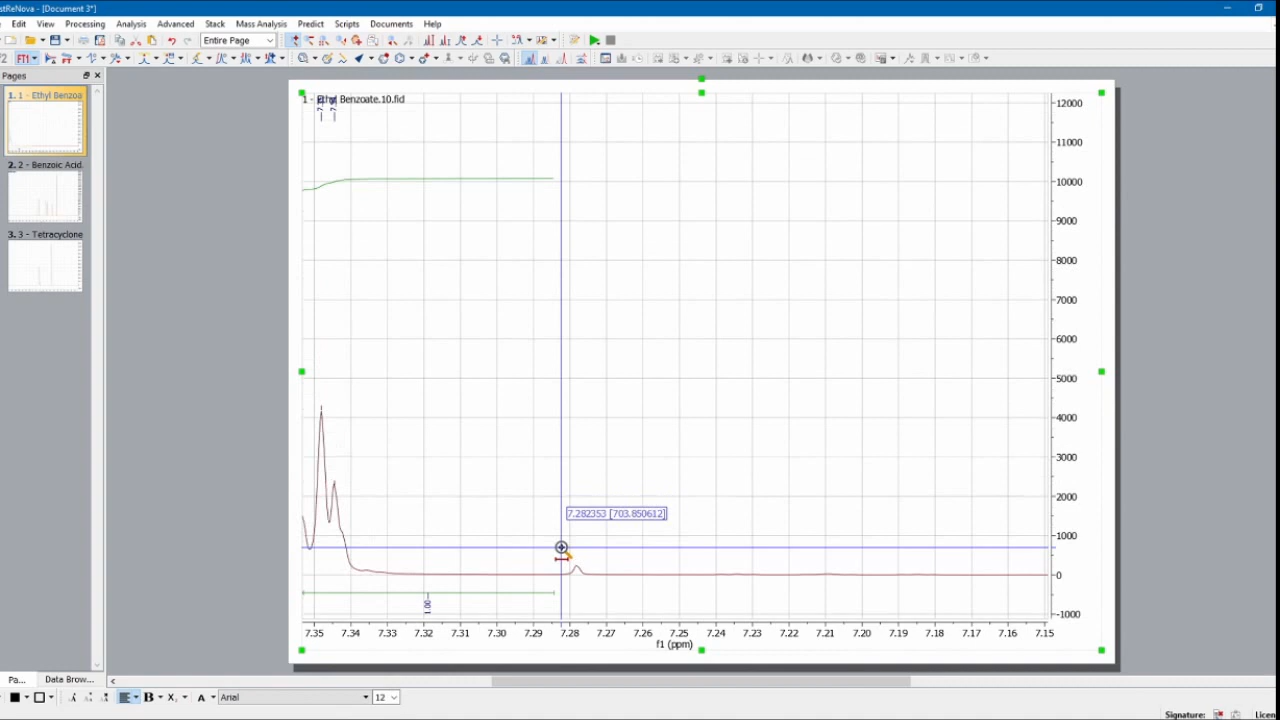 stReNova - [Document 3*]
Edit View Processing Analysis Advanced Stack Mass Analysis Predict Scripts Documents Help
Entire Page
FT1
Pages
1. 1 - Ethyl Benzoa
2. 2 - Benzoic Acid.
3. 3 - Tetracyclone
1 - Ethyl Benzoate.10.fid
12000
11000
10000
9000
8000
7000
6000
5000
4000
3000
2000
1000
0
-1000
7.282353 [703.850612]
1.00
7.35 7.34 7.33 7.32 7.31 7.30 7.29 7.28 7.27 7.26 7.25 7.24 7.23 7.22 7.21 7.20 7.19 7.18 7.17 7.16 7.15
f1 (ppm)
Pa... Data Brow...
B X Arial 12
Signature: Licen